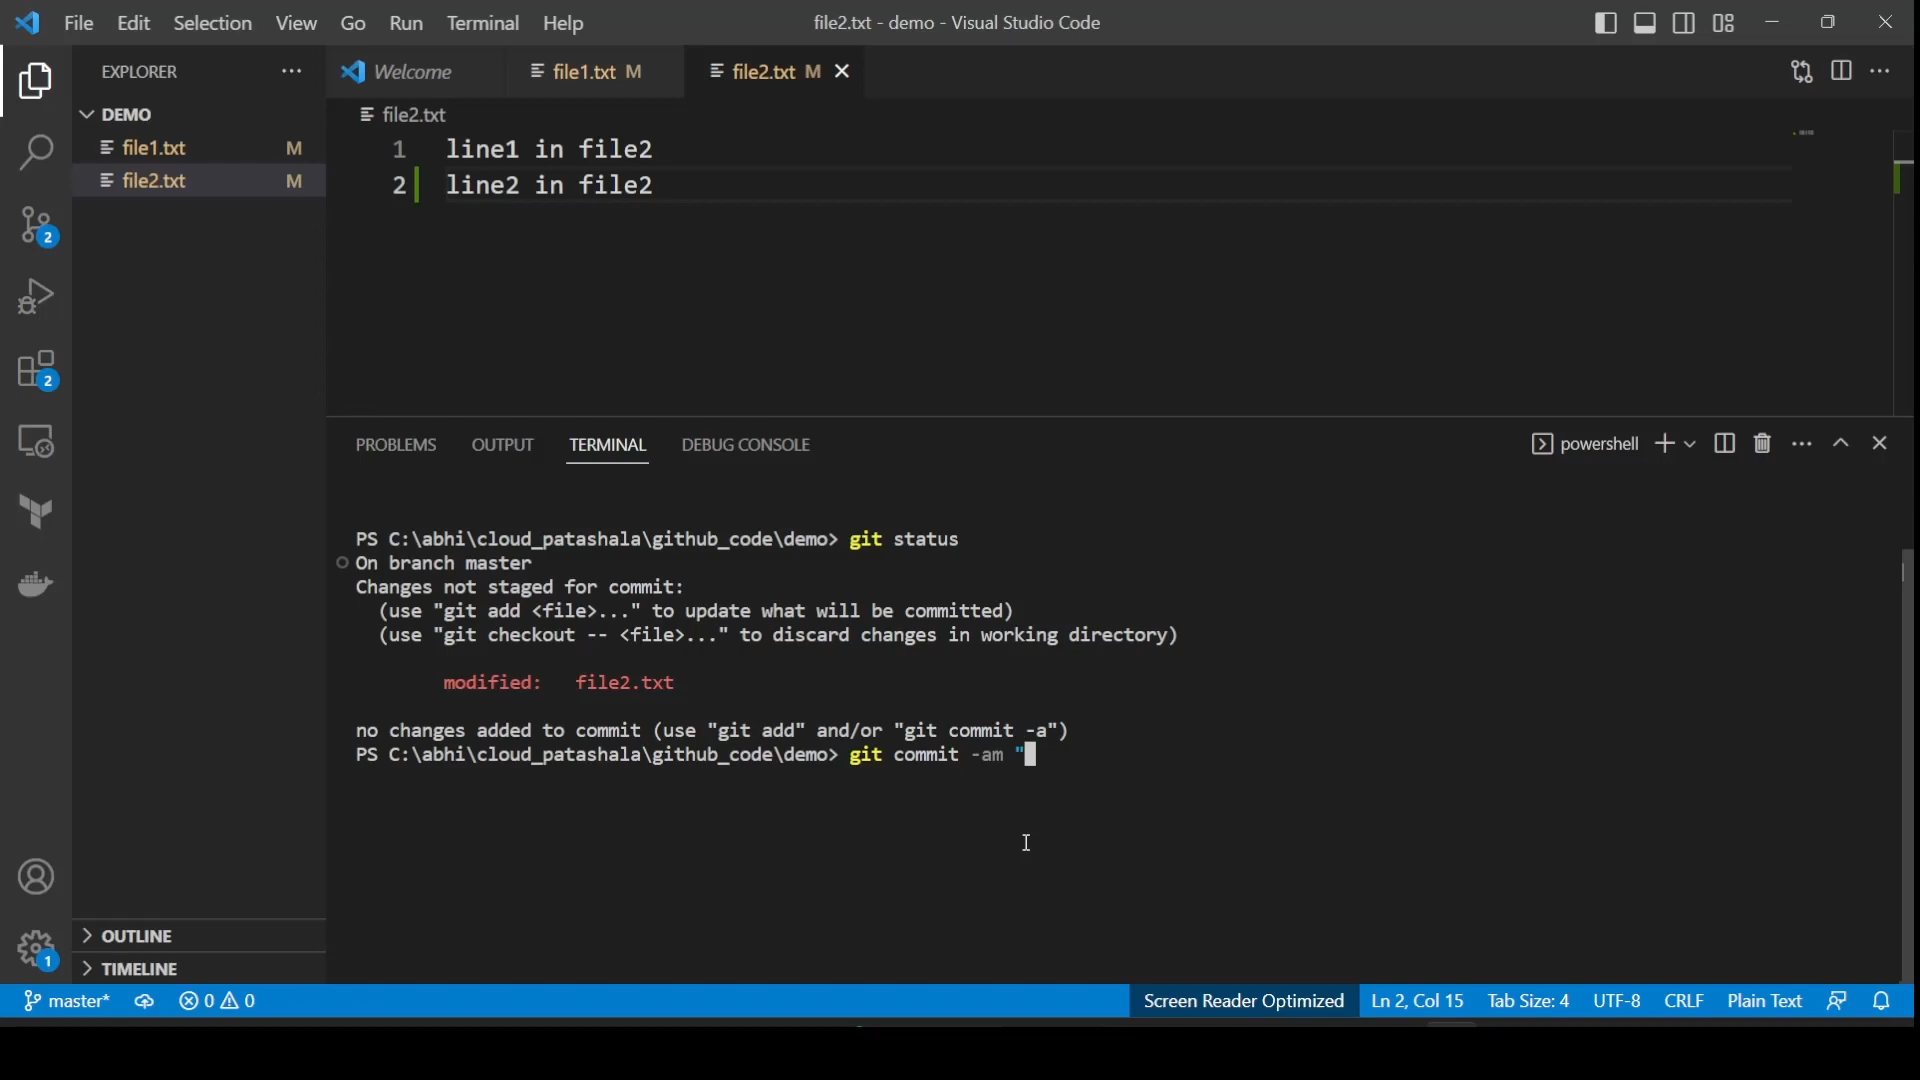 File Edit Selection View Go Run Terminal Help file2.txt - demo - Visual Studio Code
EXPLORER
Welcome file1.txt M file2.txt M
DEMO
file1.txt M
file2.txt M
file2.txt
1 line1 in file2
2 line2 in file2
2
2
PROBLEMS OUTPUT TERMINAL DEBUG CONSOLE powershell
PS C:\abhi\cloud_patashala\github_code\demo> git status
On branch master
Changes not staged for commit:
(use "git add <file>..." to update what will be committed)
(use "git checkout -- <file>..." to discard changes in working directory)
modified: file2.txt
no changes added to commit (use "git add" and/or "git commit -a")
PS C:\abhi\cloud_patashala\github_code\demo> git commit -am "
OUTLINE
1
TIMELINE
master* 0 0 Screen Reader Optimized Ln 2, Col 15 Tab Size: 4 UTF-8 CRLF Plain Text